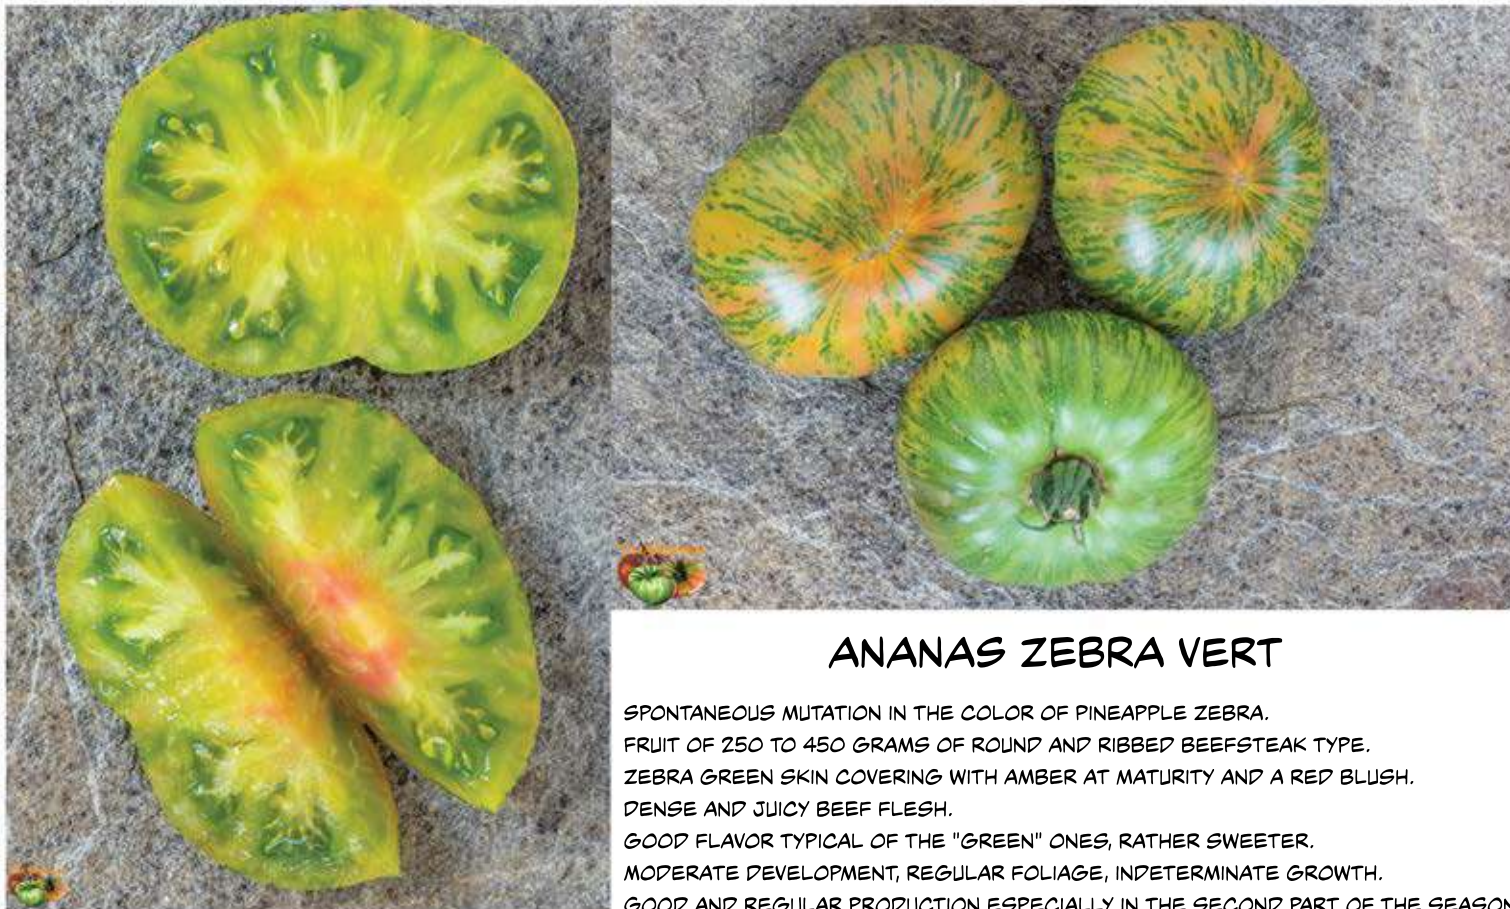 ANANAS ZEBRA VERT
SPONTANEOUS MUTATION IN THE COLOR OF PINEAPPLE ZEBRA.
FRUIT OF 250 TO 450 GRAMS OF ROUND AND RIBBED BEEFSTEAK TYPE.
ZEBRA GREEN SKIN COVERING WITH AMBER AT MATURITY AND A RED BLUSH.
DENSE AND JUICY BEEF FLESH.
GOOD FLAVOR TYPICAL OF THE "GREEN" ONES, RATHER SWEETER.
MODERATE DEVELOPMENT, REGULAR FOLIAGE, INDETERMINATE GROWTH.
GOOD AND REGULAR PRODUCTION ESPECIALLY IN THE SECOND PART OF THE SEASON